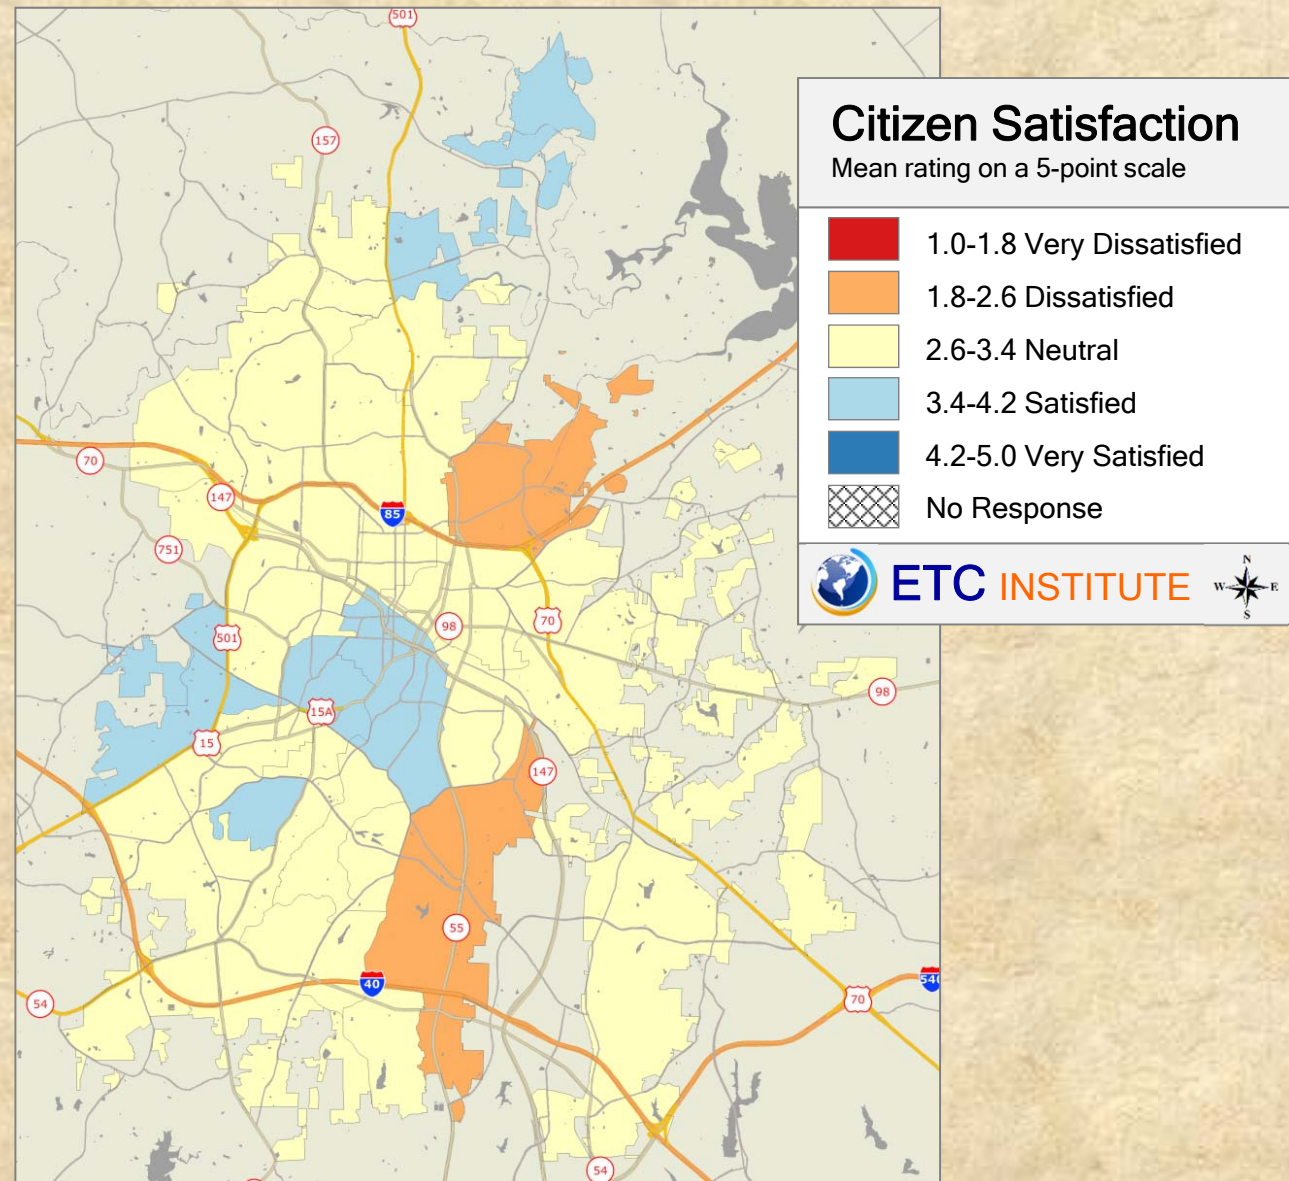 501
157
70
147
85
751
501
98
70
15A
15
98
147
55
40
54
70
540
54
Citizen Satisfaction
Mean rating on a 5-point scale
1.0-1.8 Very Dissatisfied
1.8-2.6 Dissatisfied
2.6-3.4 Neutral
3.4-4.2 Satisfied
4.2-5.0 Very Satisfied
No Response
ETC INSTITUTE
N
W E
S